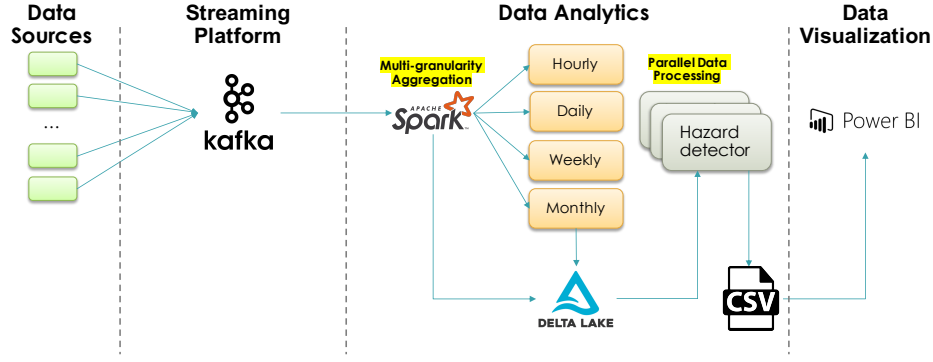 Data
Sources
Streaming
Platform
Data Analytics
Data
Visualization
...
kafka
Multi-granularity
Aggregation
APACHE
Spark
TM
Hourly
Daily
Weekly
Monthly
Parallel Data
Processing
Hazard
detector
DELTA LAKE
CSV
Power BI